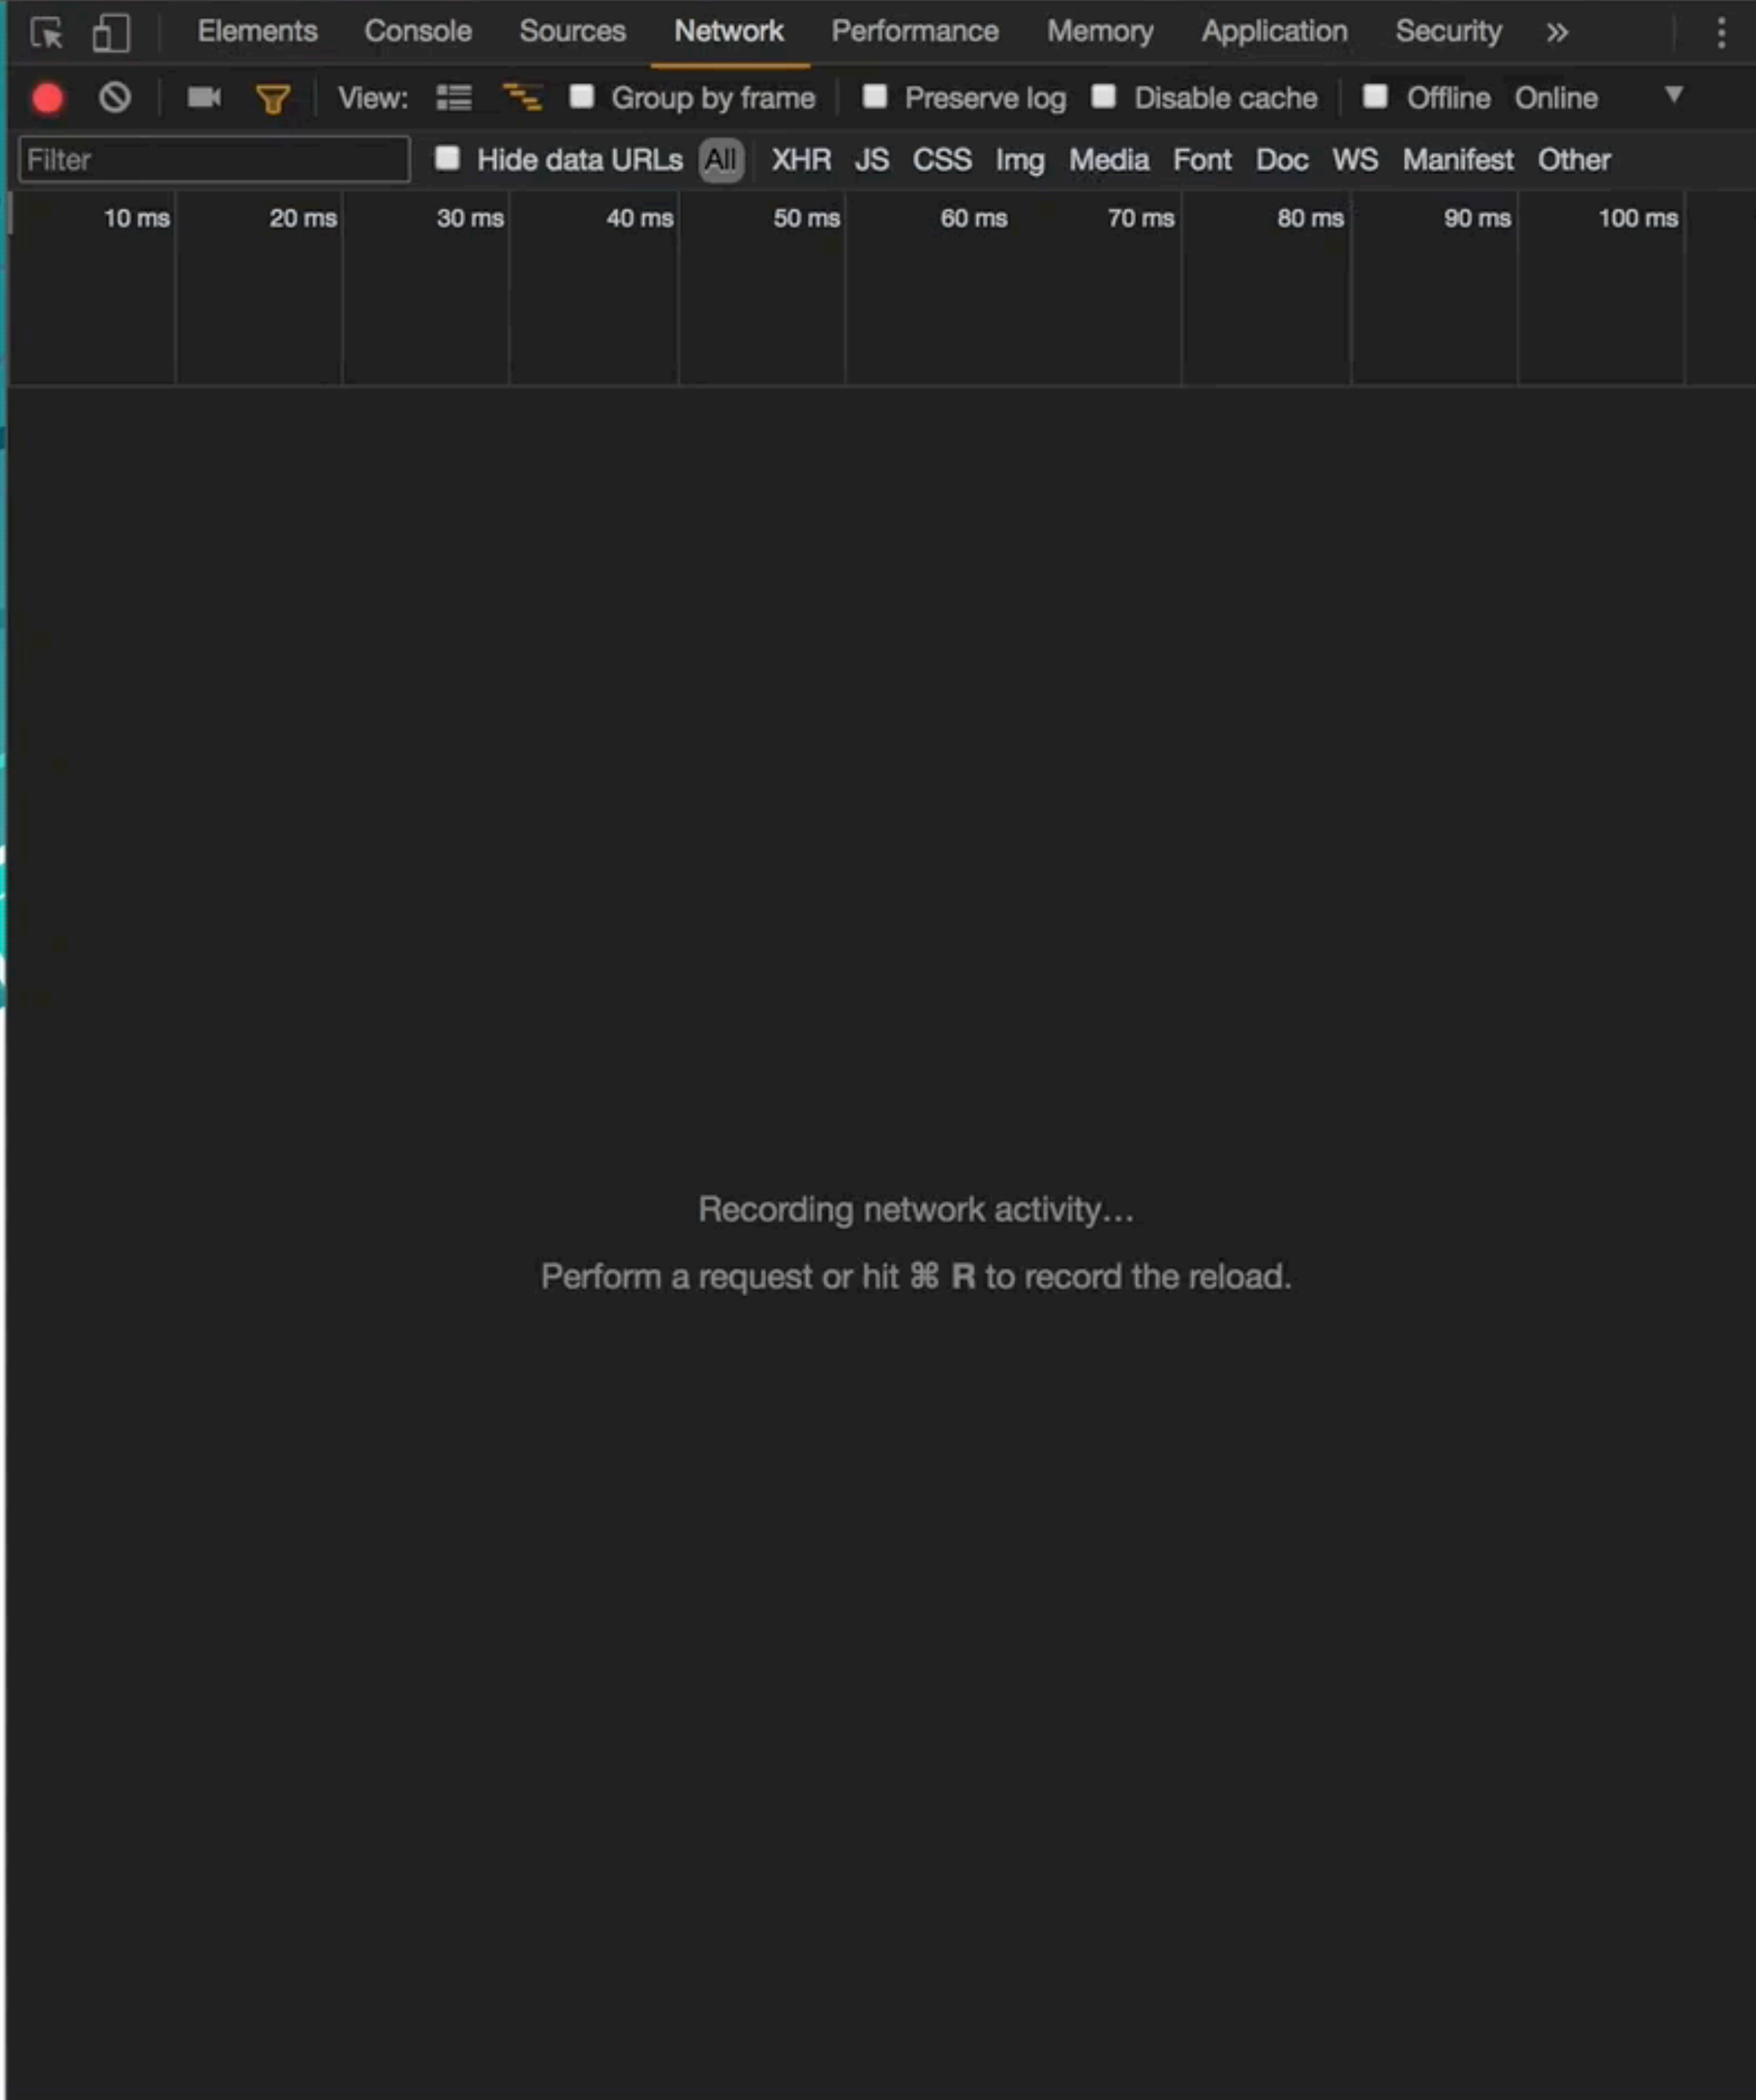 Elements Console Sources Network Performance Memory Application Security »
View: Group by frame Preserve log Disable cache Offline Online
Filter Hide data URLs All XHR JS CSS Img Media Font Doc WS Manifest Other
10 ms 20 ms 30 ms 40 ms 50 ms 60 ms 70 ms 80 ms 90 ms 100 ms
Recording network activity…
Perform a request or hit ⌘ R to record the reload.